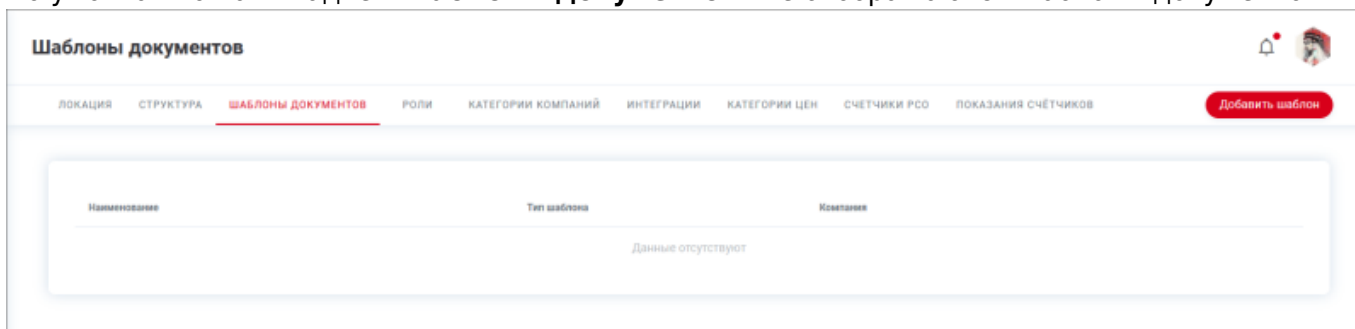 Шаблоны документов
ЛОКАЦИЯ СТРУКТУРА ШАБЛОНЫ ДОКУМЕНТОВ РОЛИ КАТЕГОРИИ КОМПАНИЙ ИНТЕГРАЦИИ КАТЕГОРИИ ЦЕН СЧЕТЧИКИ РСО ПОКАЗАНИЯ СЧЁТЧИКОВ Добавить шаблон
Наименование Тип шаблона Компания
Данные отсутствуют